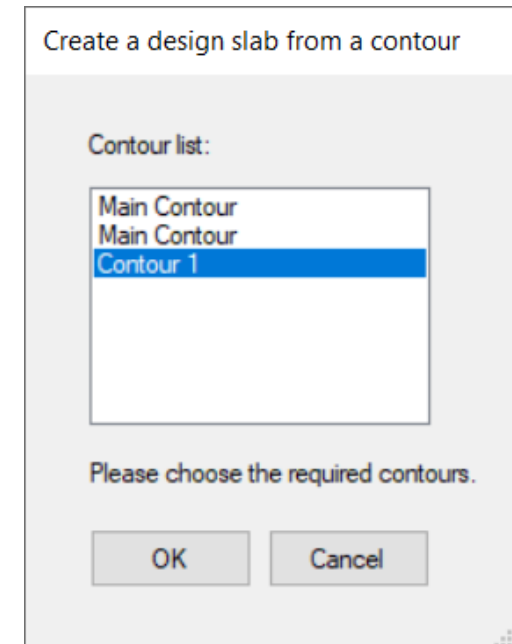 Create a design slab from a contour
Contour list:
Main Contour
Main Contour
Contour 1
Please choose the required contours.
OK
Cancel